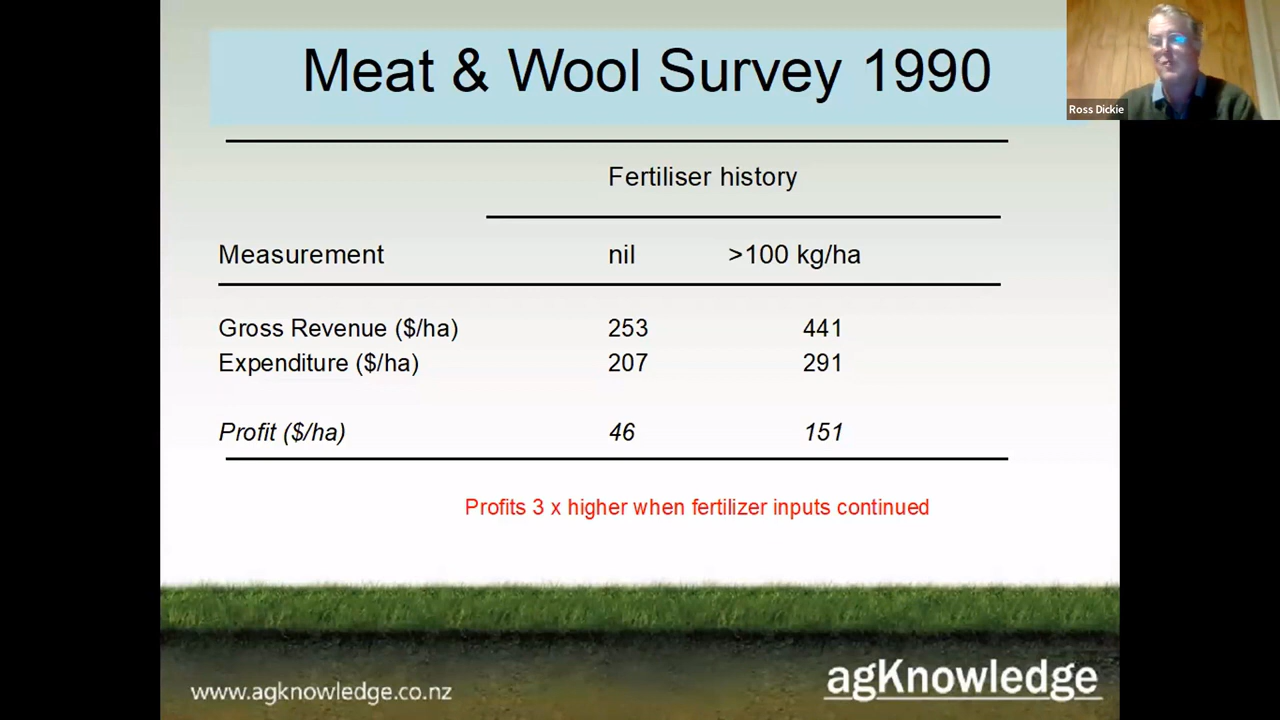 Meat & Wool Survey 1990
Ross Dickie
Fertiliser history
Measurement nil >100 kg/ha
Gross Revenue ($/ha) 253 441
Expenditure ($/ha) 207 291
Profit ($/ha) 46 151
Profits 3 x higher when fertilizer inputs continued
www.agknowledge.co.nz
agKnowledge